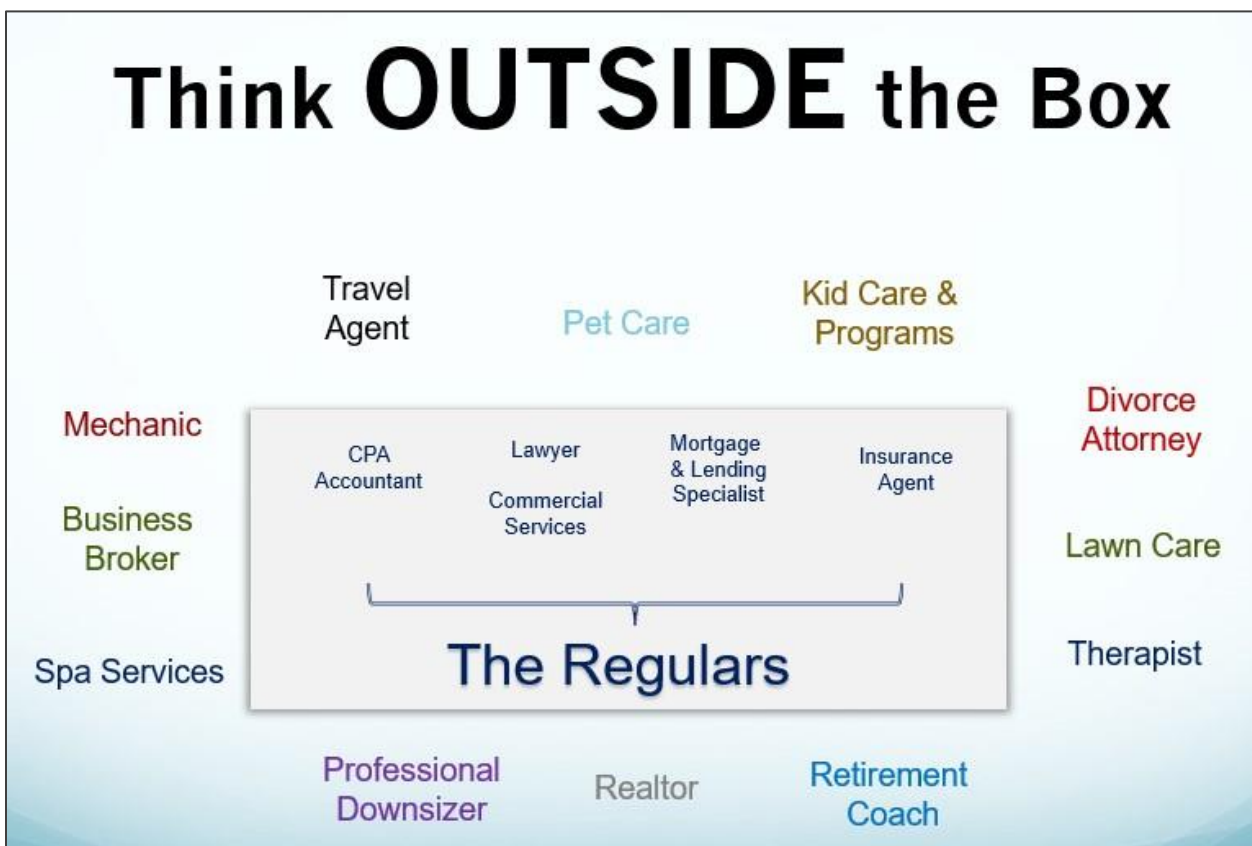 Think OUTSIDE the Box
Travel
Agent
Pet Care
Kid Care &
Programs
Mechanic
Divorce
Attorney
CPA
Accountant
Lawyer
Commercial
Services
Mortgage
& Lending
Specialist
Insurance
Agent
Business
Broker
Lawn Care
Spa Services
The Regulars
Therapist
Professional
Downsizer
Realtor
Retirement
Coach